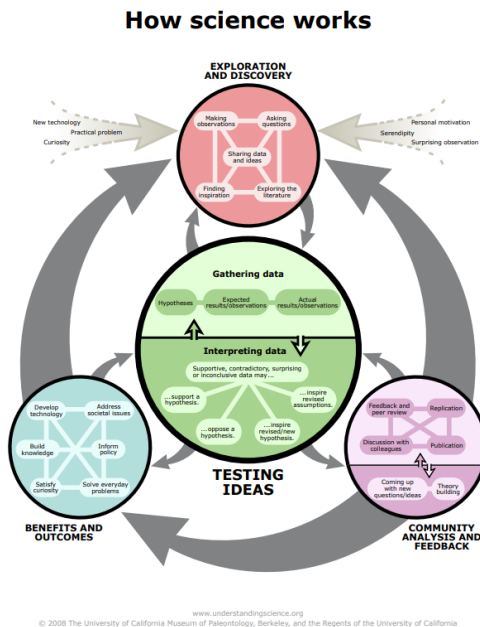 How science works
EXPLORATION
AND DISCOVERY
New technology
Practical problem
Curiosity
Personal motivation
Serendipity
Surprising observation
Making
observations
Asking
questions
Sharing data
and ideas
Finding
inspiration
Exploring the
literature
Gathering data
Hypotheses
Expected
results/observations
Actual
results/observations
Interpreting data
Supportive, contradictory, surprising
or inconclusive data may...
...support a
hypothesis.
...oppose a
hypothesis.
...inspire
revised/new
hypothesis.
...inspire
revised
assumptions.
TESTING
IDEAS
Develop
technology
Address
societal issues
Build
knowledge
Inform
policy
Satisfy
curiosity
Solve everyday
problems
BENEFITS AND
OUTCOMES
Feedback and
peer review
Replication
Discussion with
colleagues
Publication
Coming up
with new
questions/ideas
Theory
building
COMMUNITY
ANALYSIS AND
FEEDBACK
www.understandingscience.org
© 2008 The University of California Museum of Paleontology, Berkeley, and the Regents of the University of California